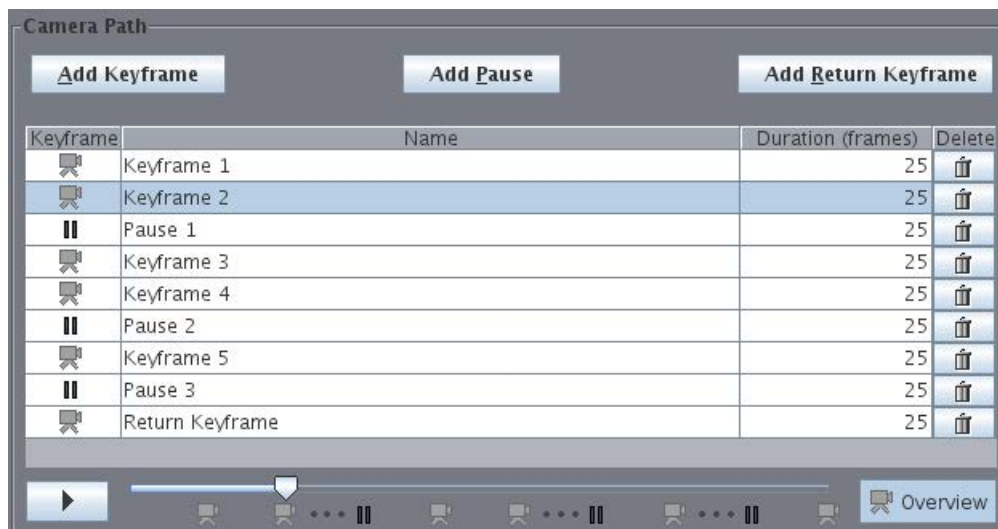 Camera Path
Add Keyframe Add Pause Add Return Keyframe
Keyframe Name Duration (frames) Delete
Keyframe 1 25
Keyframe 2 25
Pause 1 25
Keyframe 3 25
Keyframe 4 25
Pause 2 25
Keyframe 5 25
Pause 3 25
Return Keyframe 25
Overview